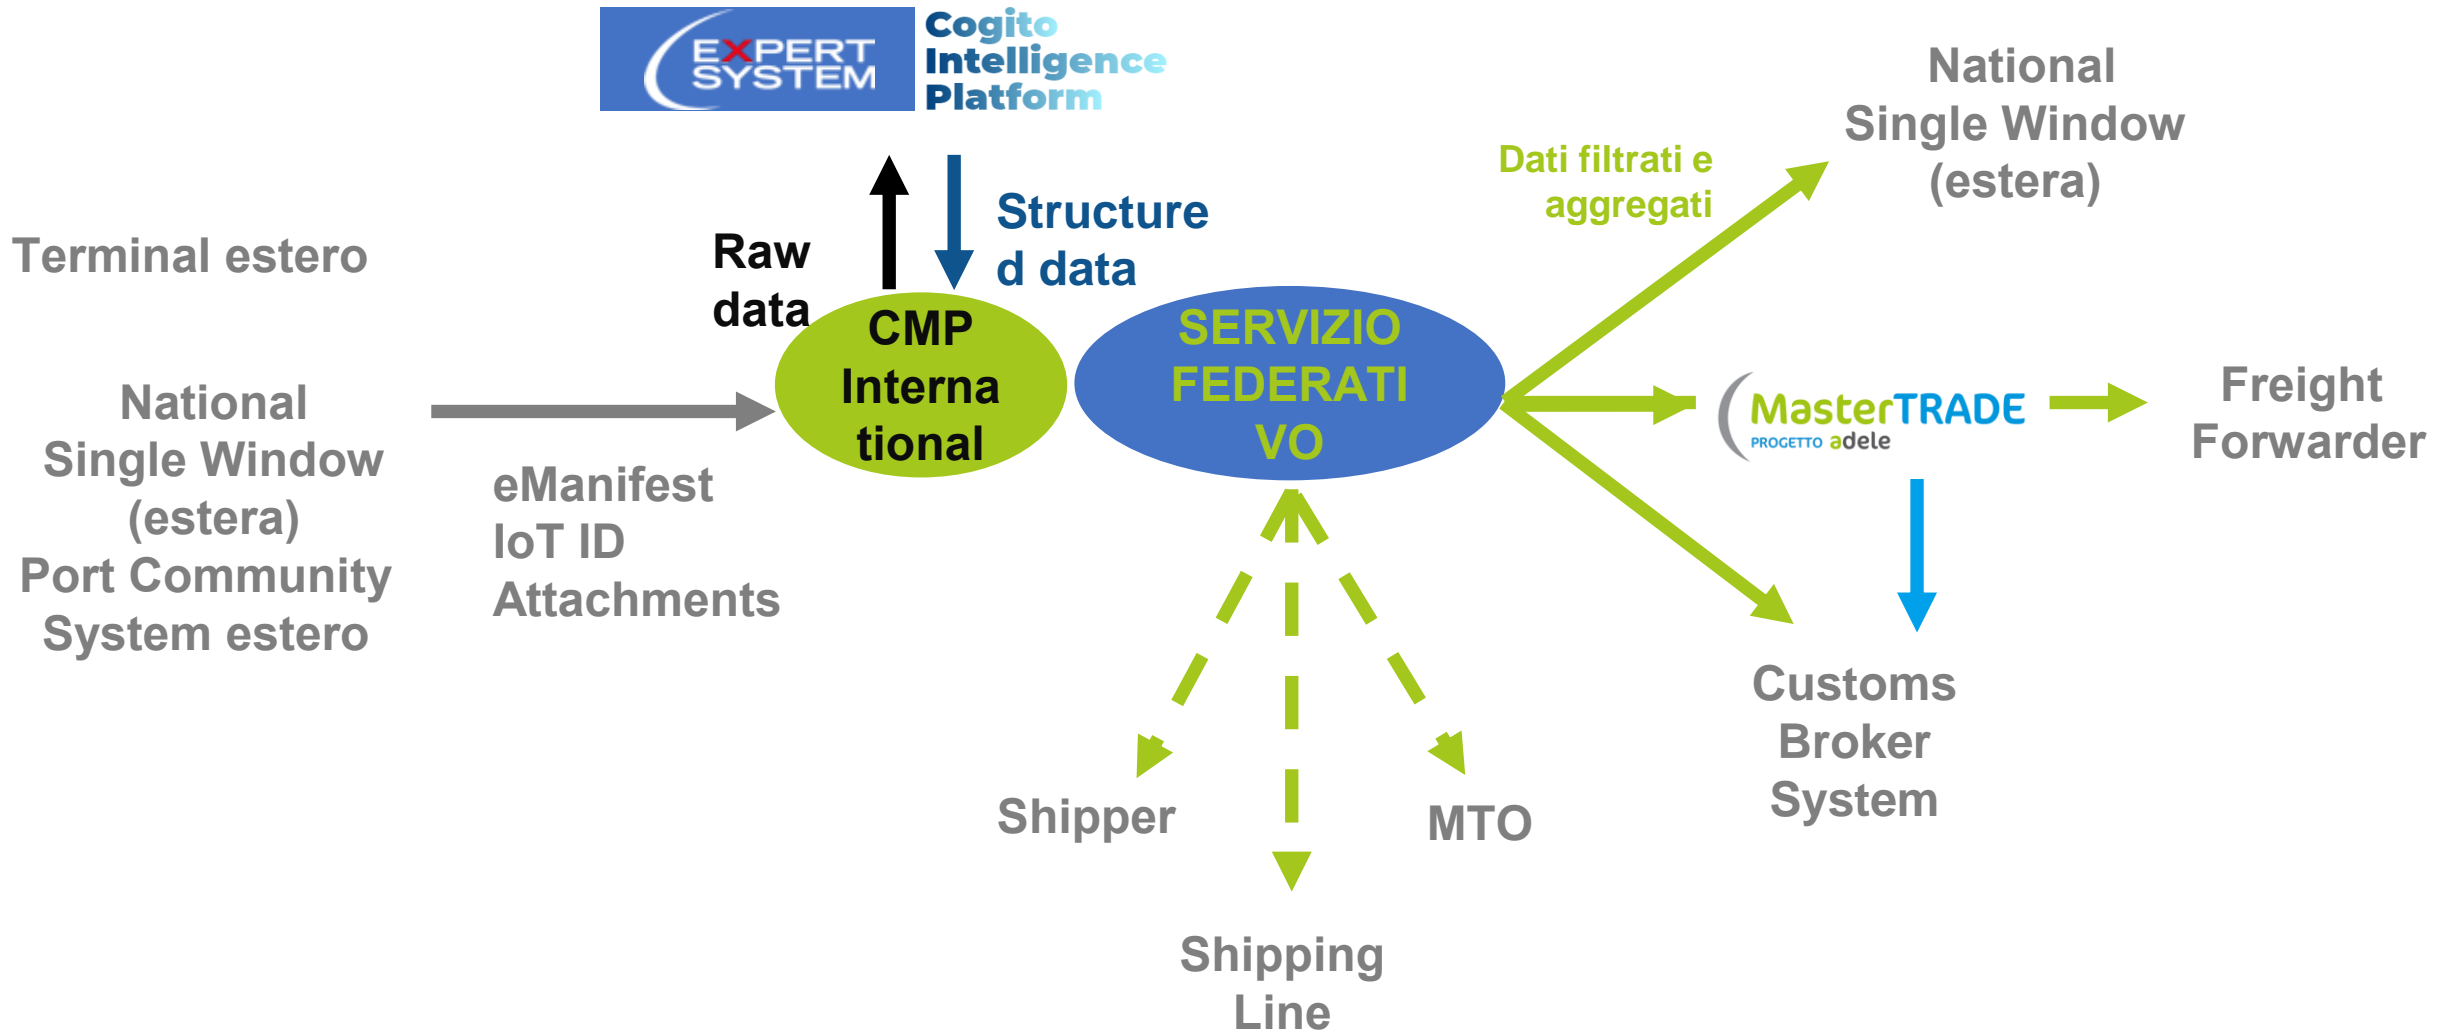 EXPERT
SYSTEM
Cogito
Intelligence
Platform
National
Single Window
(estera)
Dati filtrati e
aggregati
Structure
d data
Raw
data
Terminal estero
CMP
Interna
tional
SERVIZIO
FEDERATI
VO
National
Single Window
(estera)
Port Community
System estero
eManifest
IoT ID
Attachments
MasterTRADE
PROGETTO adele
Freight
Forwarder
Customs
Broker
System
Shipper
MTO
Shipping
Line